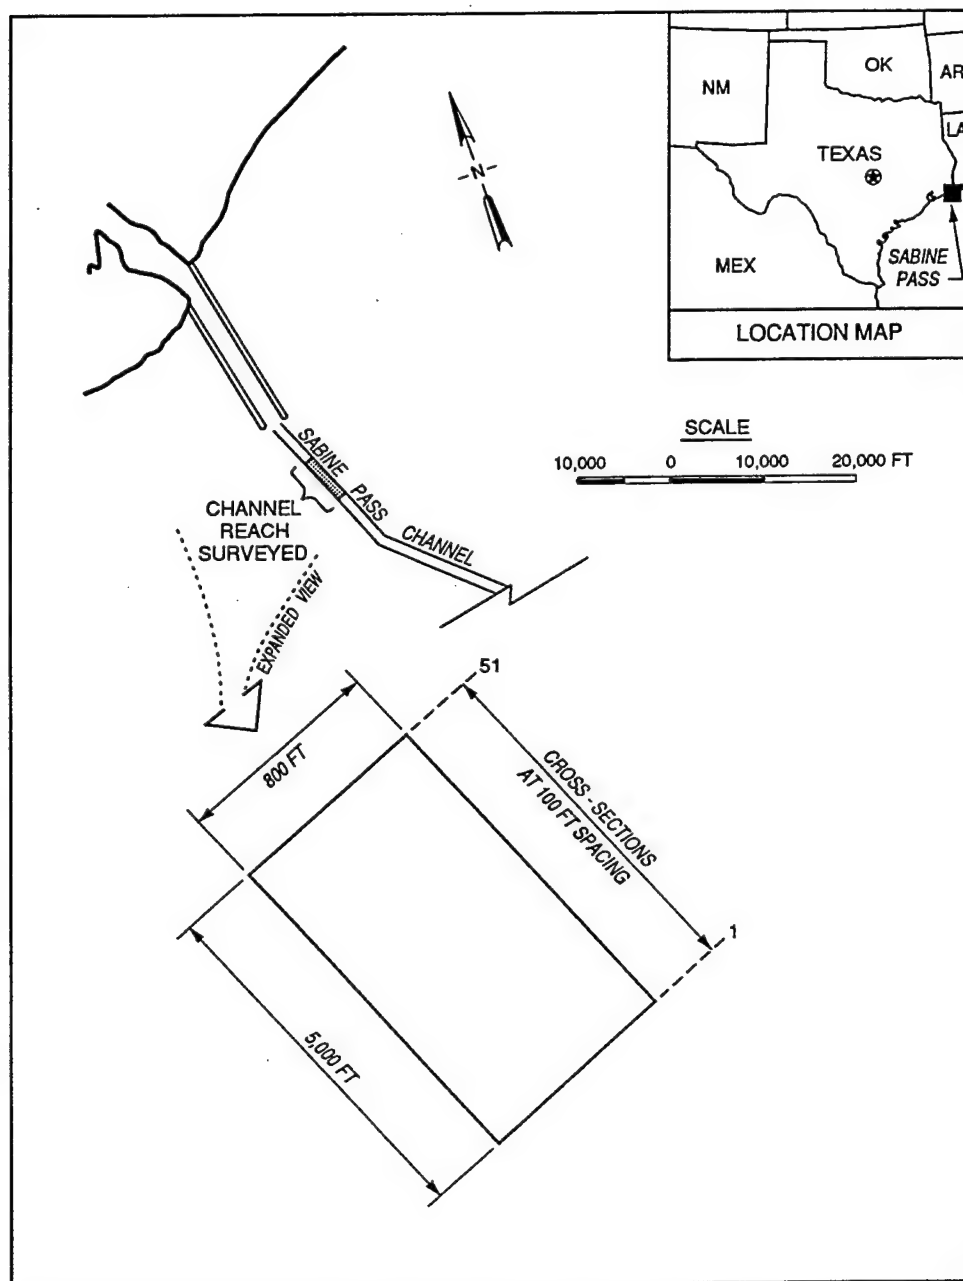 NM
OK
AR
LA
TEXAS
MEX
SABINE
PASS
LOCATION MAP
N
SCALE
10,000 0 10,000 20,000 FT
SABINE PASS CHANNEL
CHANNEL
REACH
SURVEYED
EXPANDED VIEW
51
800 FT
CROSS - SECTIONS
AT 100 FT SPACING
1
5,000 FT